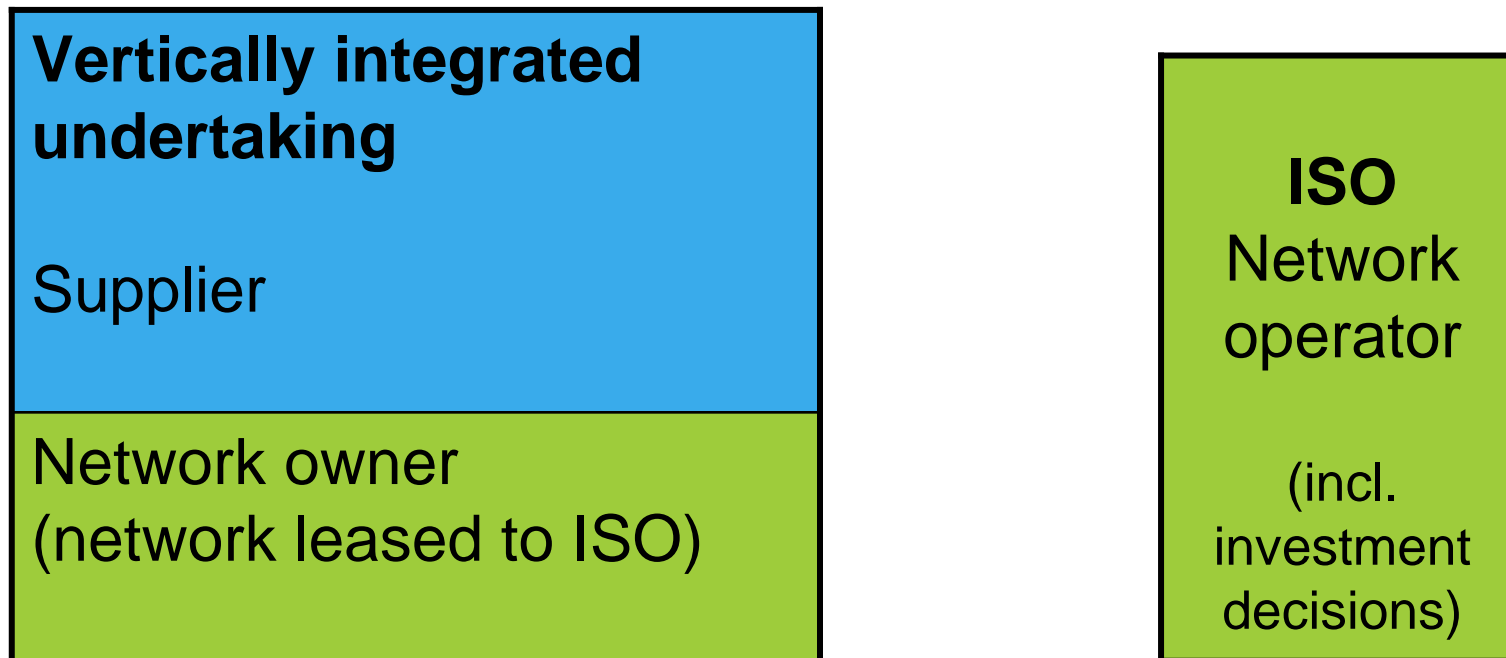 Vertically integrated
undertaking
Supplier
Network owner
(network leased to ISO)
ISO
Network
operator
(incl.
investment
decisions)